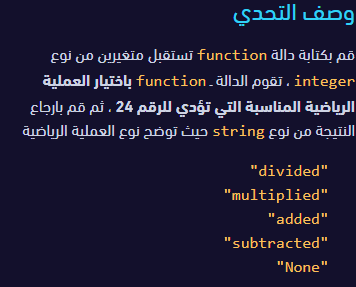 وصف التحدي
قم بكتابة دالة function تستقبل متغيرين من نوع
integer ، تقوم الدالة ـ function باختيار العملية
الرياضية المناسبة التي تؤدي للرقم 24 ، ثم قم بارجاع
النتيجة من نوع string حيث توضح نوع العملية الرياضية
"divided"
"multiplied"
"added"
"subtracted"
"None"